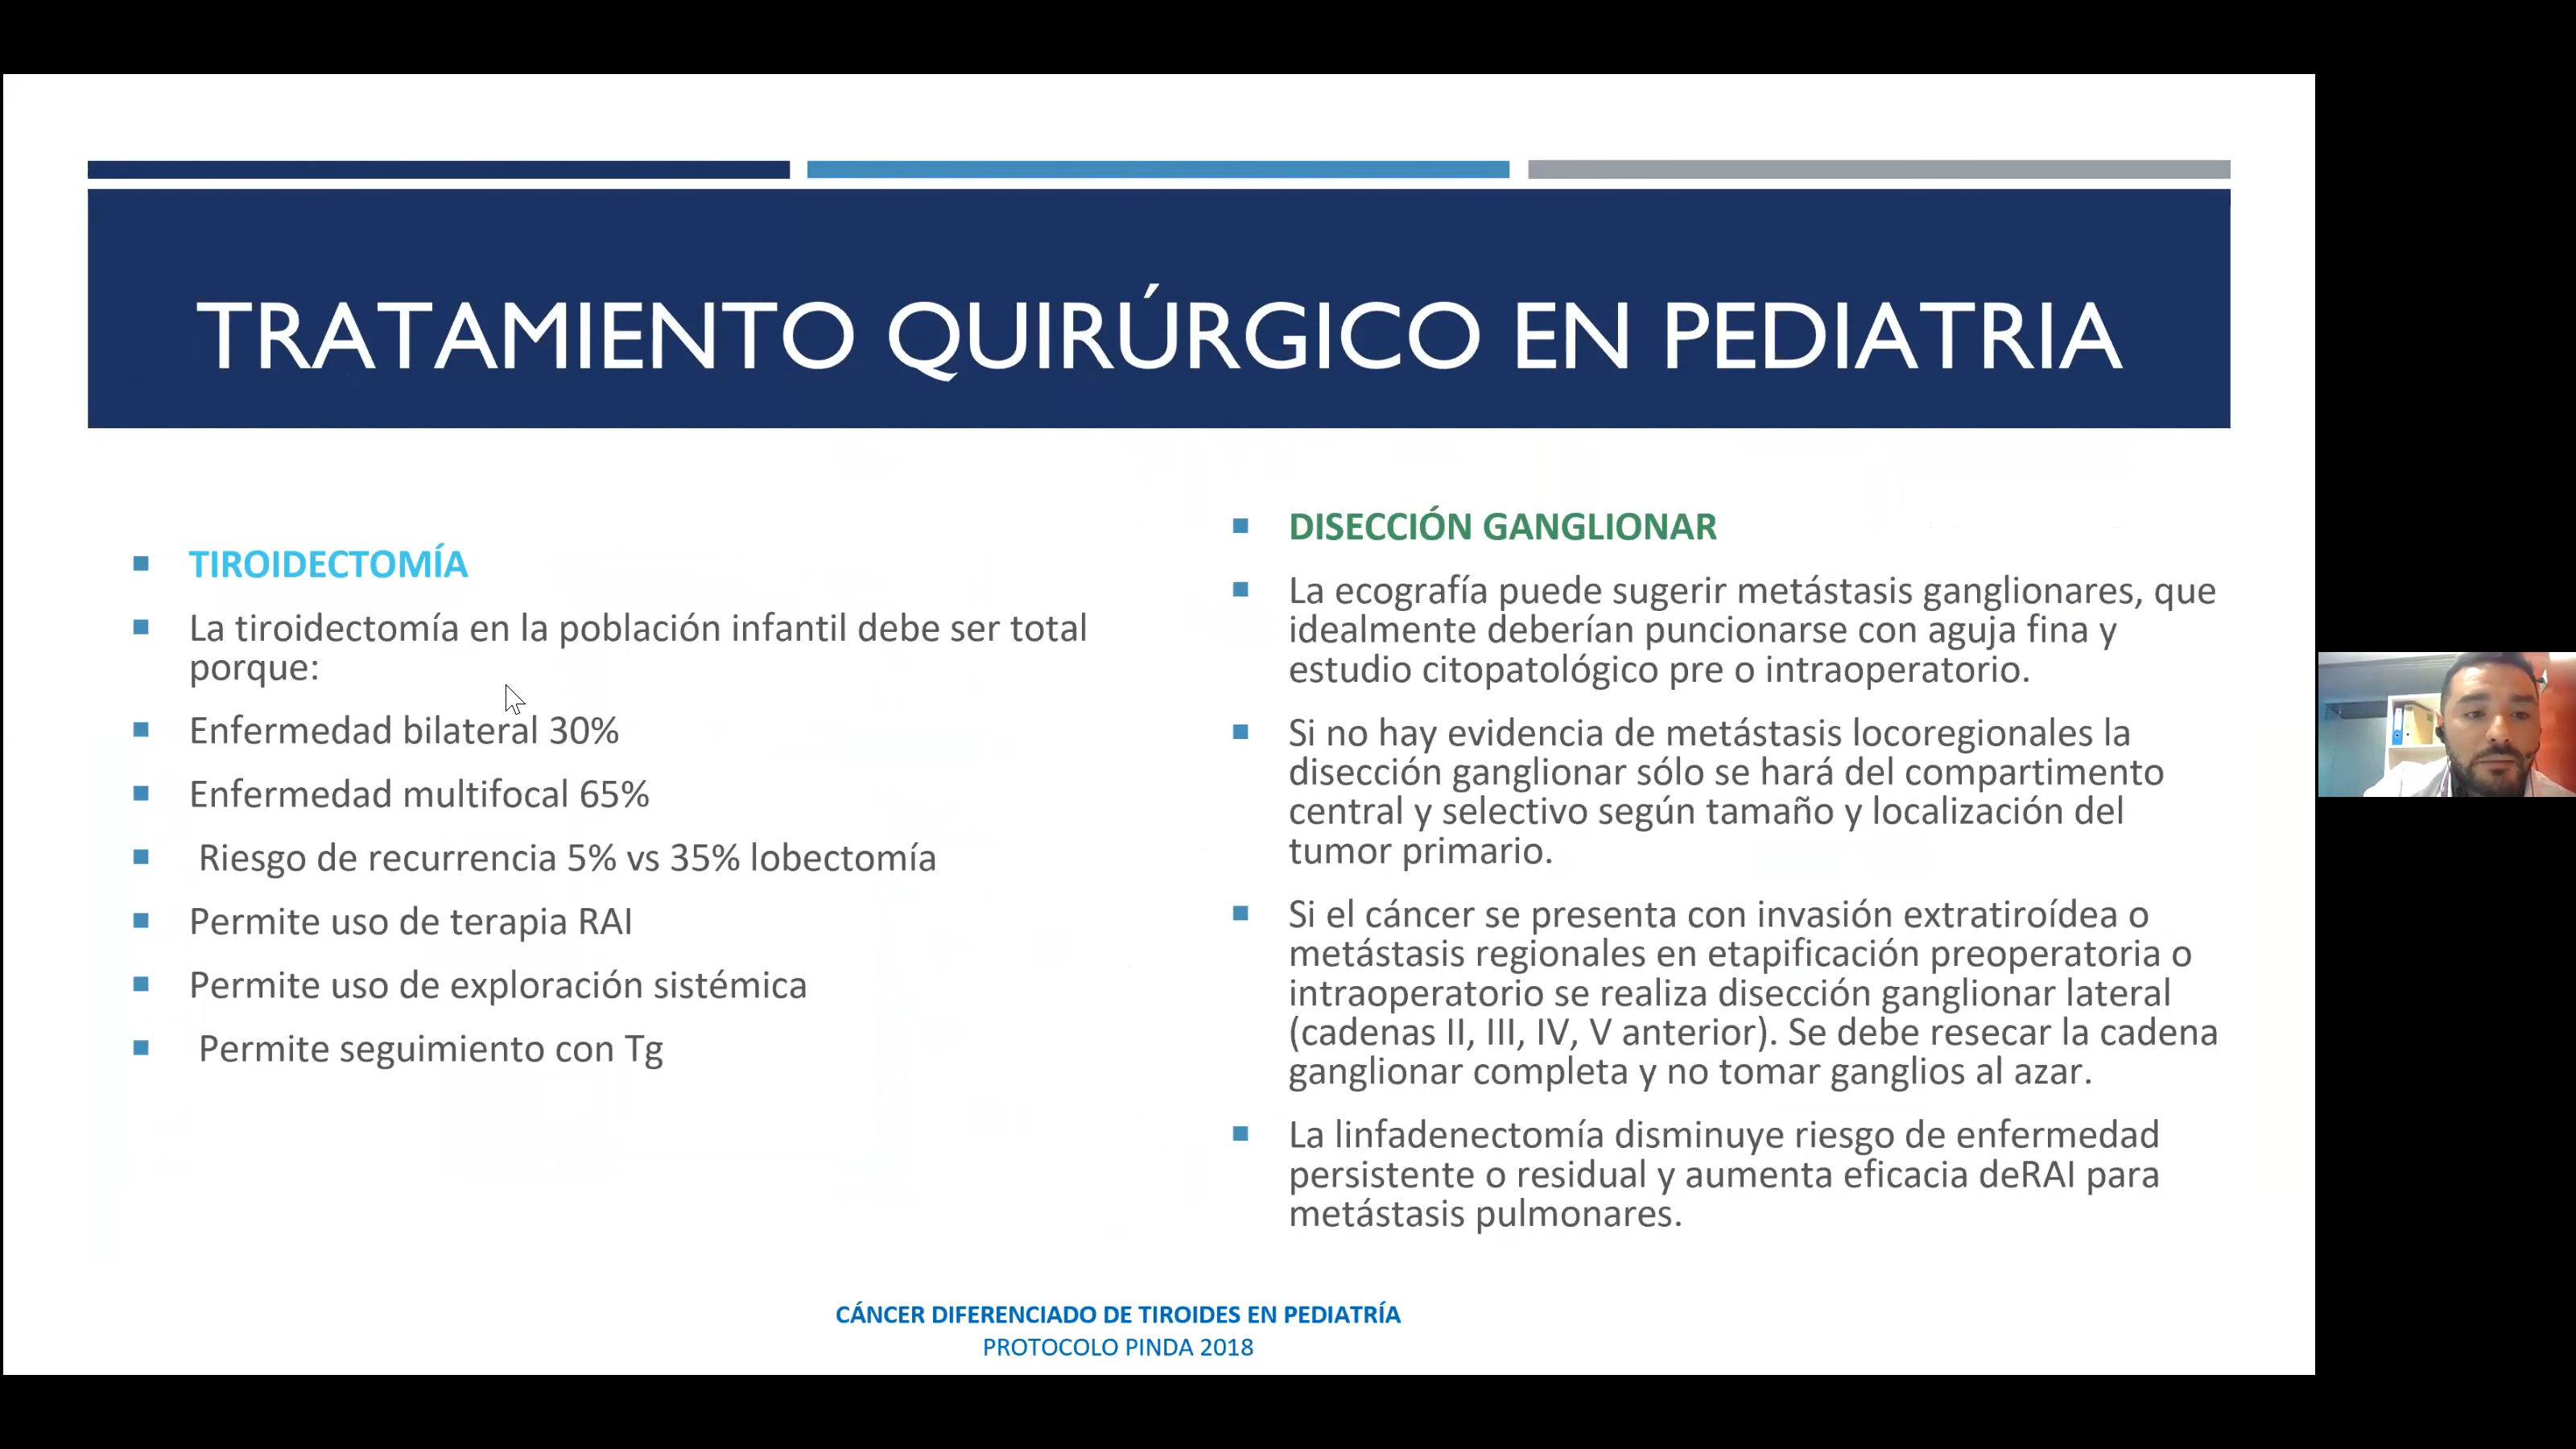 TRATAMIENTO QUIRÚRGICO EN PEDIATRIA
TIROIDECTOMÍA
La tiroidectomía en la población infantil debe ser total
porque:
Enfermedad bilateral 30%
Enfermedad multifocal 65%
Riesgo de recurrencia 5% vs 35% lobectomía
Permite uso de terapia RAI
Permite uso de exploración sistémica
Permite seguimiento con Tg
DISECCIÓN GANGLIONAR
La ecografía puede sugerir metástasis ganglionares, que
idealmente deberían puncionarse con aguja fina y
estudio citopatológico pre o intraoperatorio.
Si no hay evidencia de metástasis locoregionales la
disección ganglionar sólo se hará del compartimento
central y selectivo según tamaño y localización del
tumor primario.
Si el cáncer se presenta con invasión extratiroídea o
metástasis regionales en etapificación preoperatoria o
intraoperatorio se realiza disección ganglionar lateral
(cadenas II, III, IV, V anterior). Se debe resecar la cadena
ganglionar completa y no tomar ganglios al azar.
La linfadenectomía disminuye riesgo de enfermedad
persistente o residual y aumenta eficacia deRAI para
metástasis pulmonares.
CÁNCER DIFERENCIADO DE TIROIDES EN PEDIATRÍA
PROTOCOLO PINDA 2018